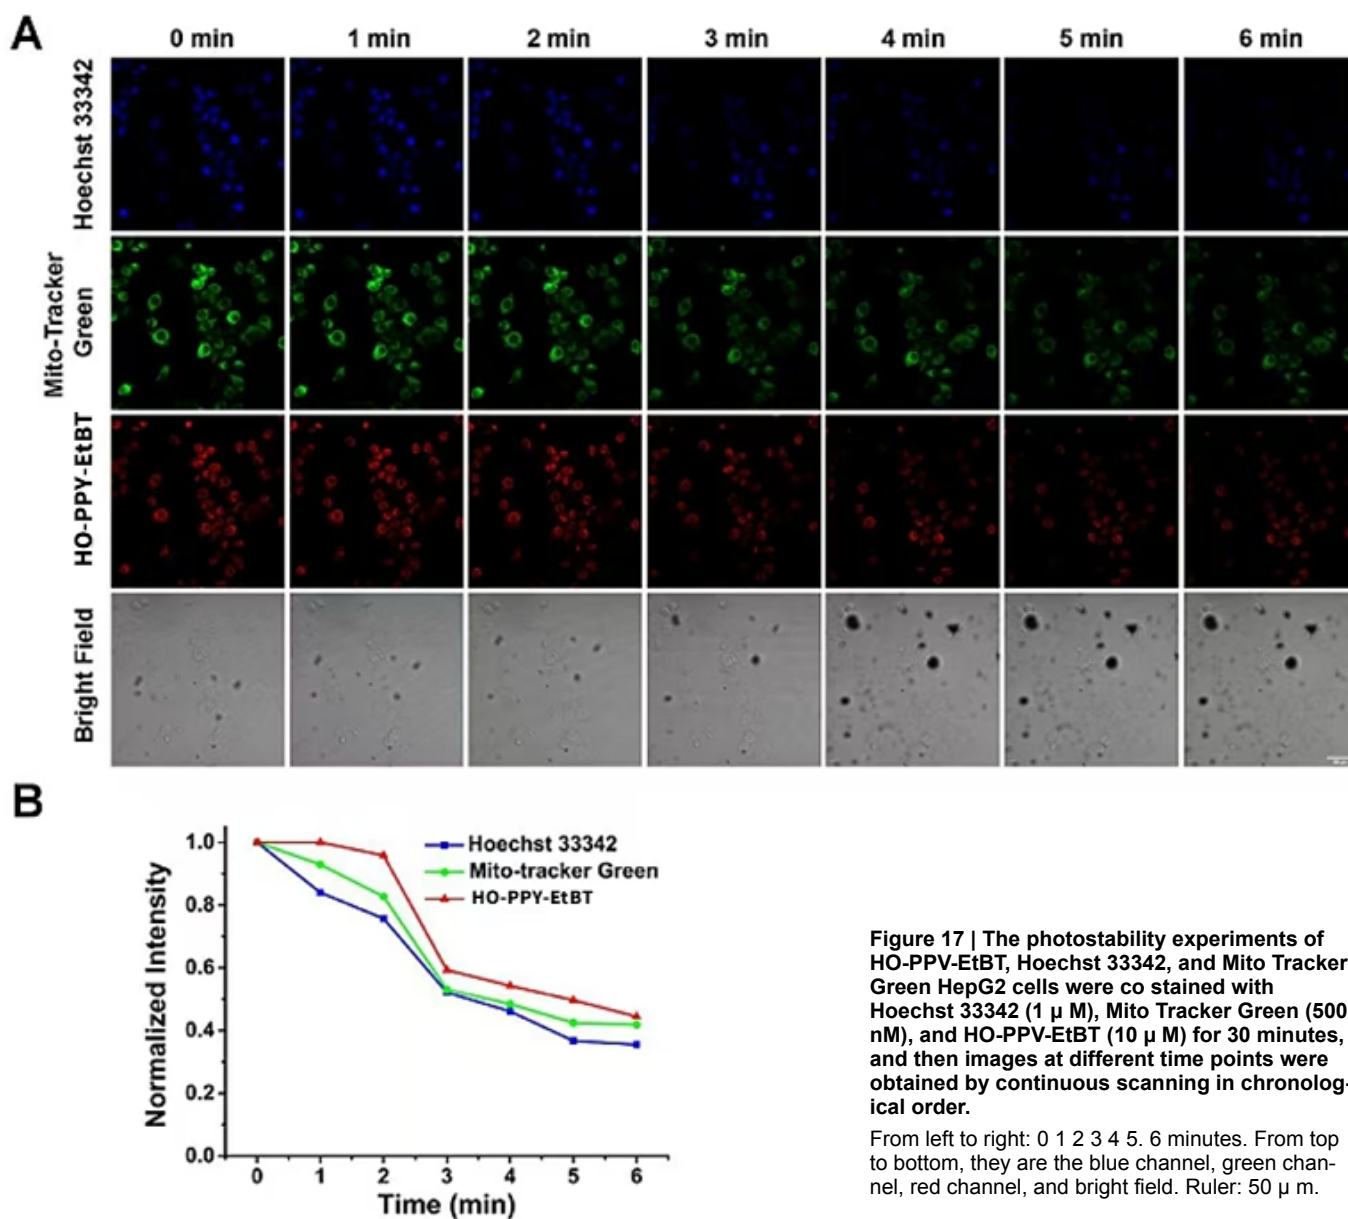 A
0 min 1 min 2 min 3 min 4 min 5 min 6 min
Hoechst 33342
Mito-Tracker
Green
HO-PPY-EtBT
Bright Field
B
Normalized Intensity
1.0
0.8
0.6
0.4
0.2
0.0
0 1 2 3 4 5 6
Time (min)
Hoechst 33342
Mito-tracker Green
HO-PPY-EtBT
Figure 17 | The photostability experiments of
HO-PPV-EtBT, Hoechst 33342, and Mito Tracker
Green HepG2 cells were co stained with
Hoechst 33342 (1 μ M), Mito Tracker Green (500
nM), and HO-PPV-EtBT (10 μ M) for 30 minutes,
and then images at different time points were
obtained by continuous scanning in chronolog-
ical order.
From left to right: 0 1 2 3 4 5. 6 minutes. From top
to bottom, they are the blue channel, green chan-
nel, red channel, and bright field. Ruler: 50 μ m.